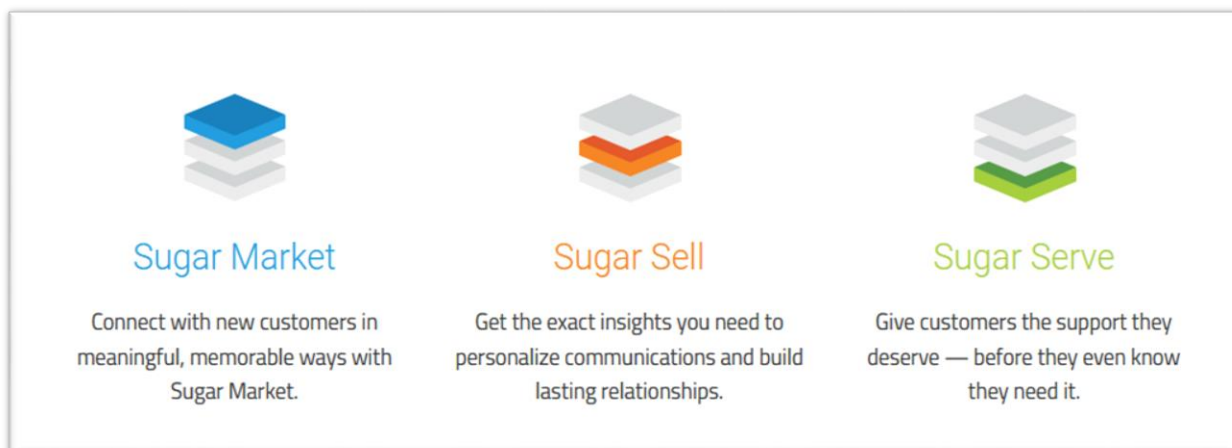 Sugar Market
Connect with new customers in
meaningful, memorable ways with
Sugar Market.
Sugar Sell
Get the exact insights you need to
personalize communications and build
lasting relationships.
Sugar Serve
Give customers the support they
deserve — before they even know
they need it.